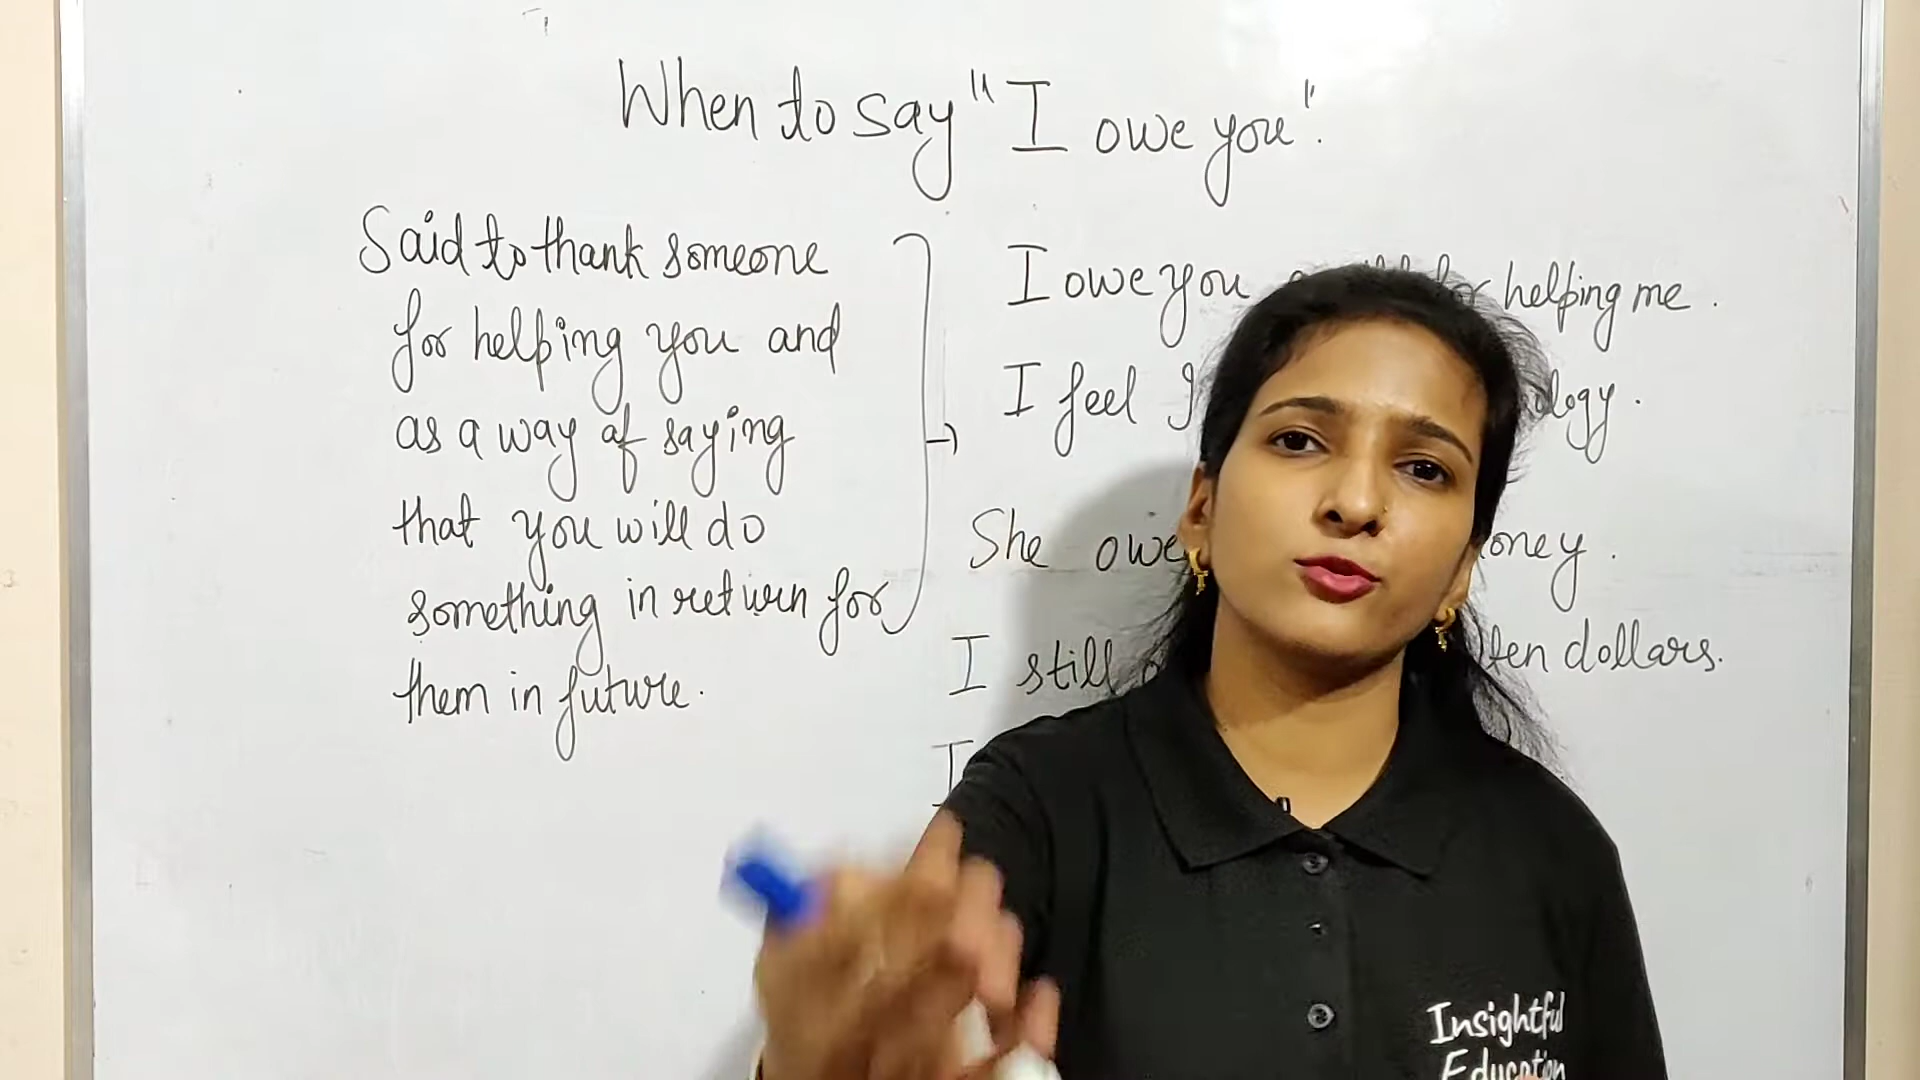 When to say "I owe you".
Said to thank someone
for helping you and
as a way of saying
that you will do
something in return for
them in future.
I owe you for helping me.
I feel I
She owe
I still ten dollars.
I
Insightful
Education